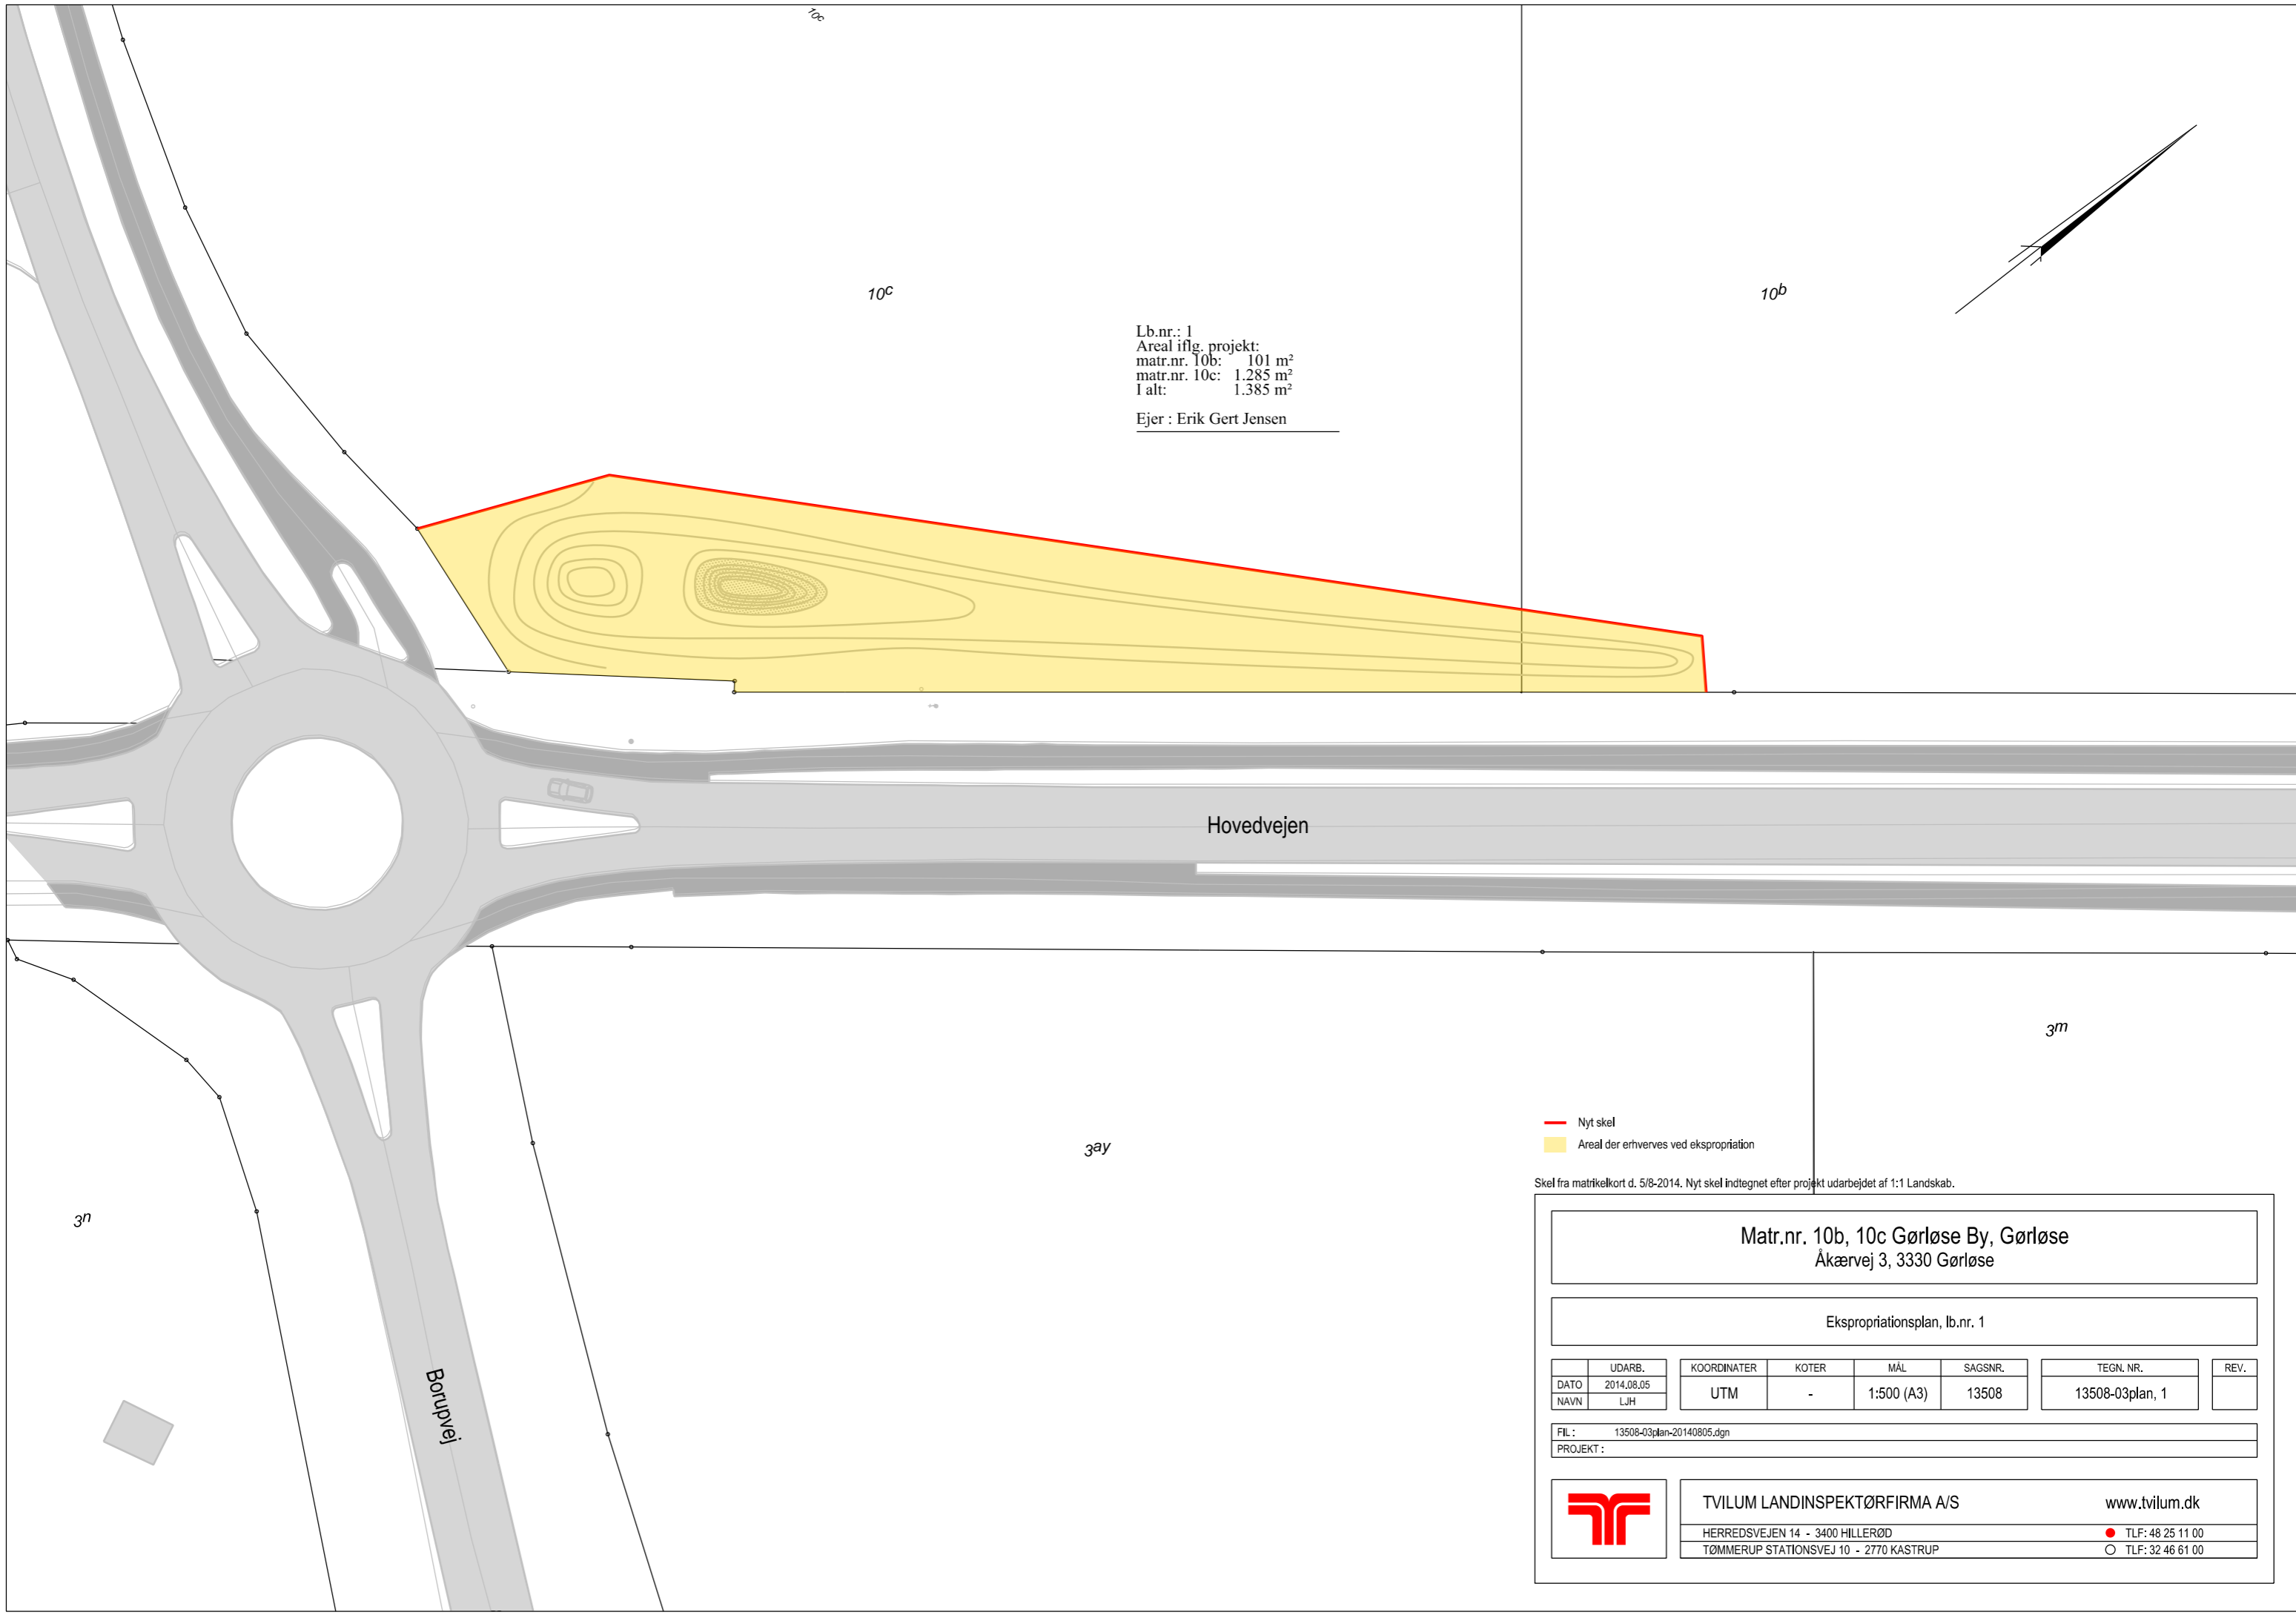 10c
10c
10b
Lb.nr.: 1
Areal iflg. projekt:
matr.nr. 10b: 101 m²
matr.nr. 10c: 1.285 m²
I alt: 1.385 m²
Ejer : Erik Gert Jensen
Hovedvejen
3m
3ay
3n
Borupvej
Nyt skel
Areal der erhverves ved ekspropriation
Skel fra matrikelkort d. 5/8-2014. Nyt skel indtegnet efter projekt udarbejdet af 1:1 Landskab.
Matr.nr. 10b, 10c Gørløse By, Gørløse
Åkærvej 3, 3330 Gørløse
Ekspropriationsplan, lb.nr. 1
UDARB. KOORDINATER KOTER MÅL SAGSNR. TEGN. NR. REV.
DATO 2014.08.05 UTM - 1:500 (A3) 13508 13508-03plan, 1
NAVN LJH
FIL : 13508-03plan-20140805.dgn
PROJEKT :
TVILUM LANDINSPEKTØRFIRMA A/S www.tvilum.dk
HERREDSVEJEN 14 - 3400 HILLERØD TLF: 48 25 11 00
TØMMERUP STATIONSVEJ 10 - 2770 KASTRUP TLF: 32 46 61 00